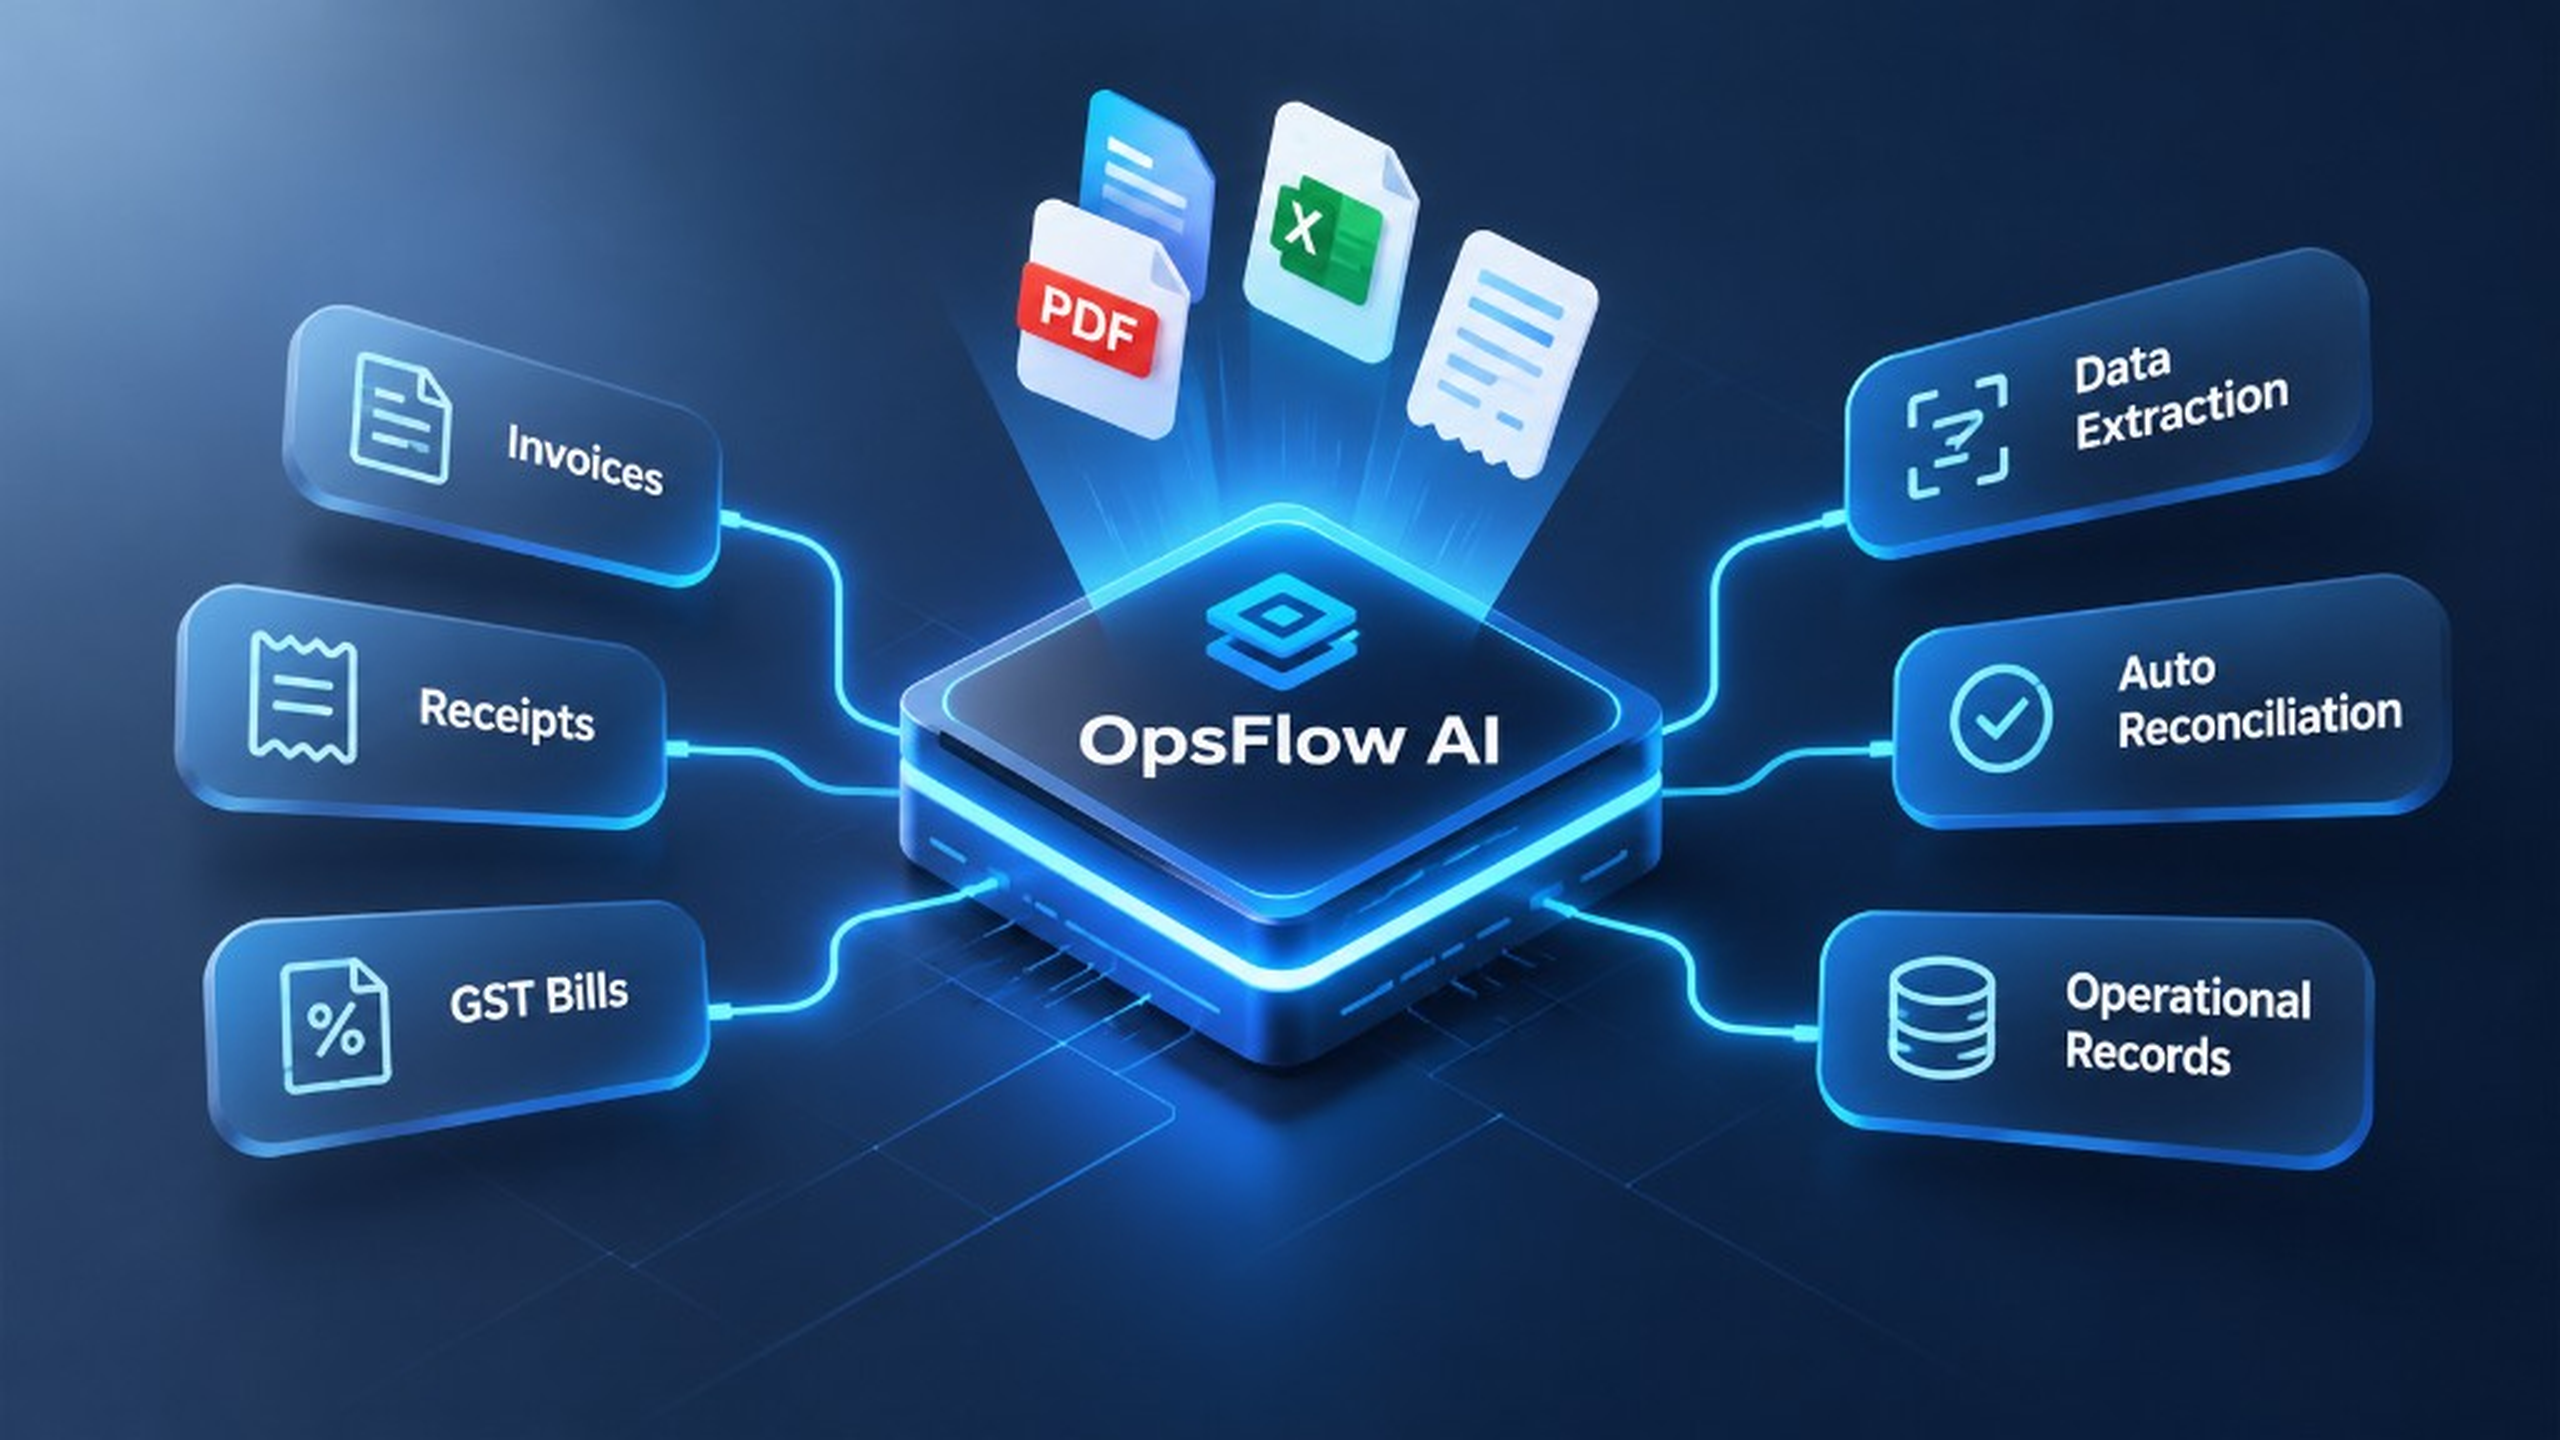 PDF
X
Invoices
Receipts
GST Bills
OpsFlow AI
Data
Extraction
Auto
Reconciliation
Operational
Records